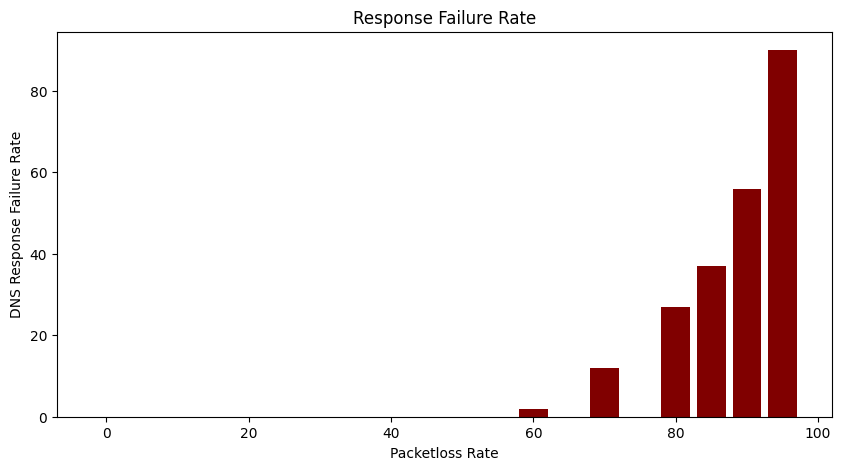 Response Failure Rate
DNS Response Failure Rate
80
60
40
20
0
0 20 40 60 80 100
Packetloss Rate